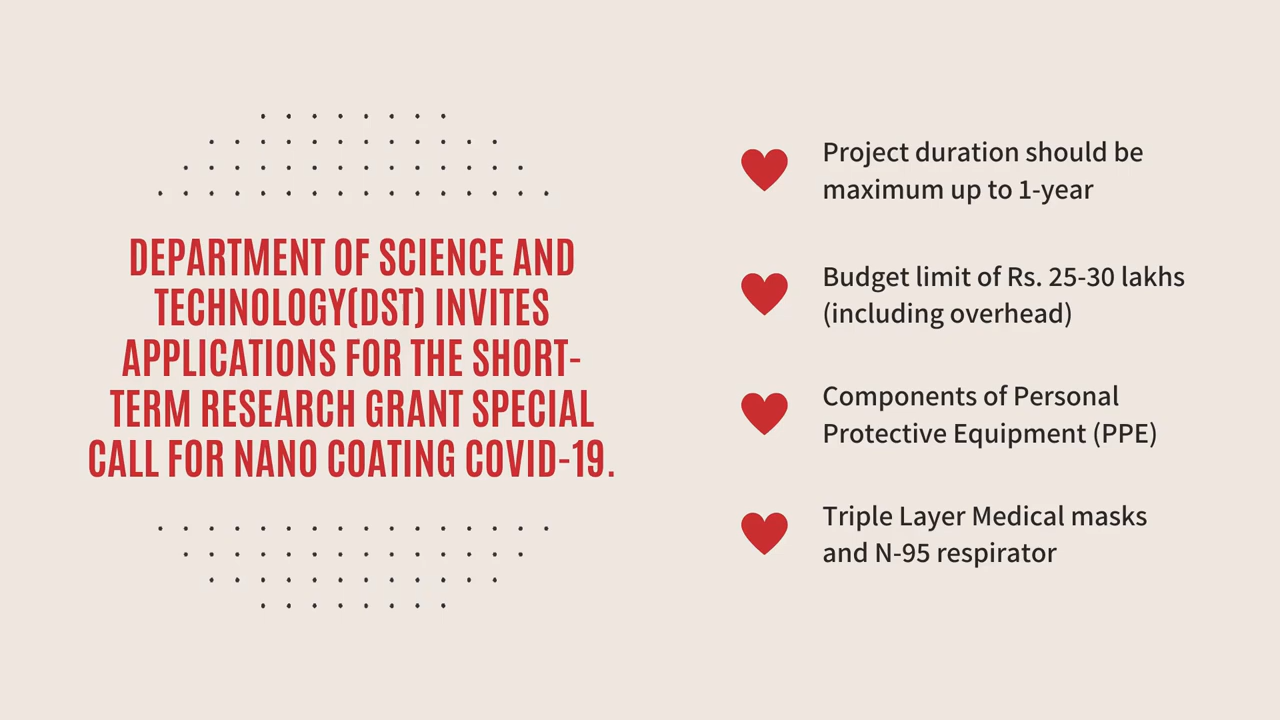 DEPARTMENT OF SCIENCE AND
TECHNOLOGY(DST) INVITES
APPLICATIONS FOR THE SHORT-
TERM RESEARCH GRANT SPECIAL
CALL FOR NANO COATING COVID-19.
Project duration should be
maximum up to 1-year
Budget limit of Rs. 25-30 lakhs
(including overhead)
Components of Personal
Protective Equipment (PPE)
Triple Layer Medical masks
and N-95 respirator